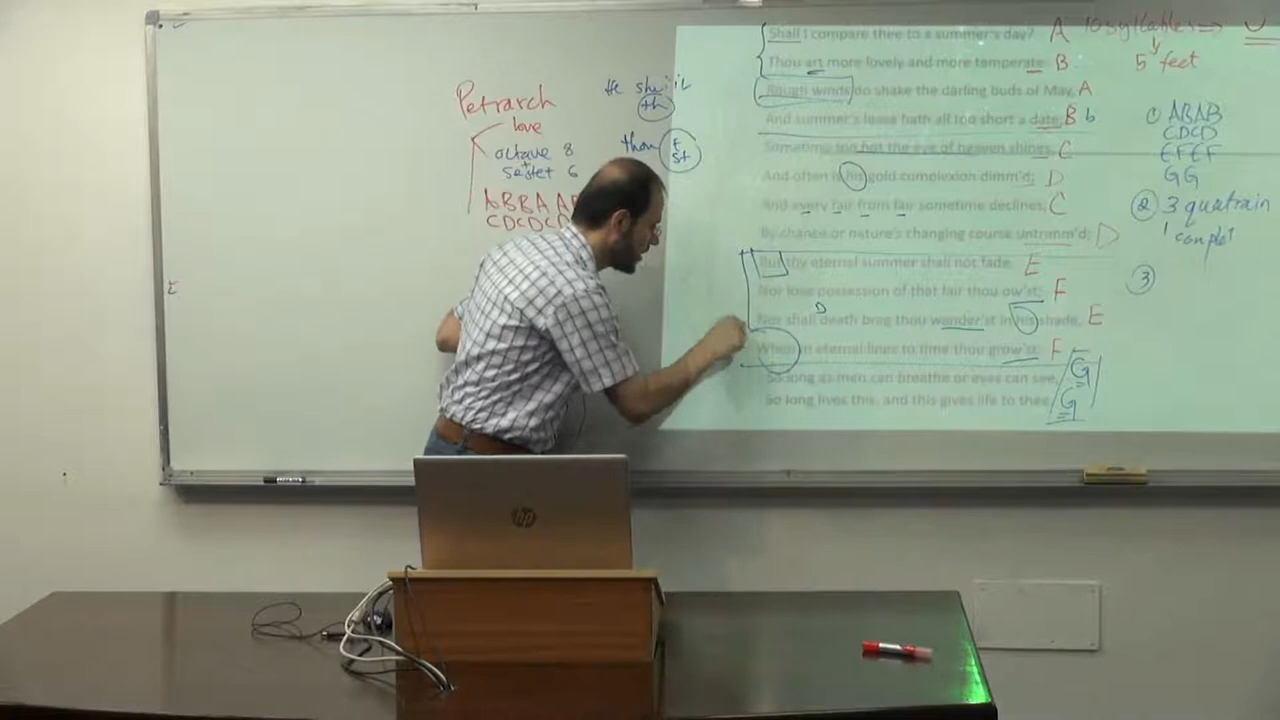 Petrarch
love
octave 8
+
sestet 6
ABBA AB
CDCDCD
He she it
th
thou
t
st
Shall I compare thee to a summer's day? A
Thou art more lovely and more temperate: B
Rough winds do shake the darling buds of May, A
And summer's lease hath all too short a date: B b
Sometime too hot the eye of heaven shines, C
And often is his gold complexion dimm'd; D
And every fair from fair sometime declines, C
By chance or nature's changing course untrimm'd; D
But thy eternal summer shall not fade E
Nor lose possession of that fair thou ow'st; F
D
Nor shall death brag thou wander'st in his shade, E
When in eternal lines to time thou grow'st: F
So long as men can breathe or eyes can see, G
So long lives this, and this gives life to thee. G
10 syllables ⇒ U
↓
5 feet
① ABAB
CDCD
EFEF
GG
② 3 quatrain
1 couplet
③
hp